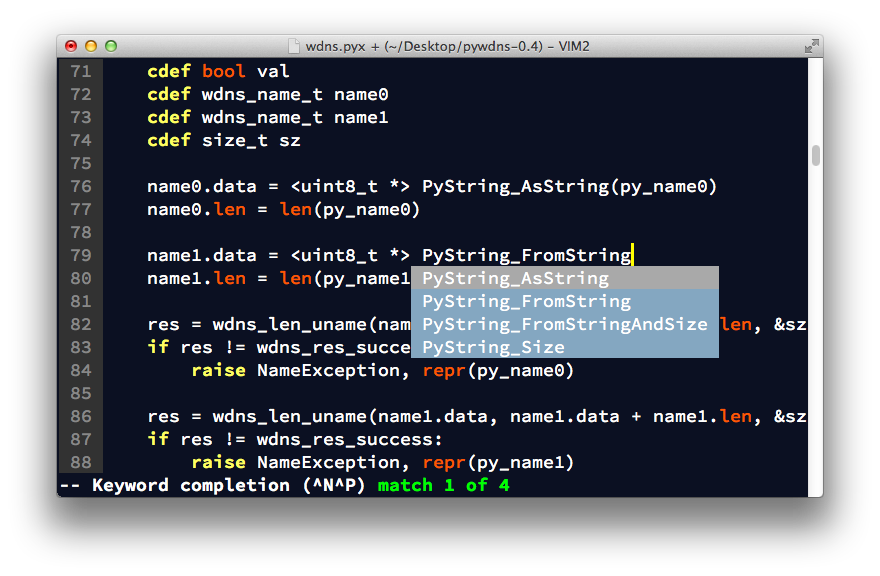 wdns.pyx + (~/Desktop/pywdns-0.4) – VIM2
71 cdef bool val
72 cdef wdns_name_t name0
73 cdef wdns_name_t name1
74 cdef size_t sz
75
76 name0.data = <uint8_t *> PyString_AsString(py_name0)
77 name0.len = len(py_name0)
78
79 name1.data = <uint8_t *> PyString_FromString
80 name1.len = len(py_name1 PyString_AsString
81 PyString_FromString
82 res = wdns_len_uname(nam PyString_FromStringAndSize len, &sz
83 if res != wdns_res_succe PyString_Size
84 raise NameException, repr(py_name0)
85
86 res = wdns_len_uname(name1.data, name1.data + name1.len, &sz
87 if res != wdns_res_success:
88 raise NameException, repr(py_name1)
-- Keyword completion (^N^P) match 1 of 4